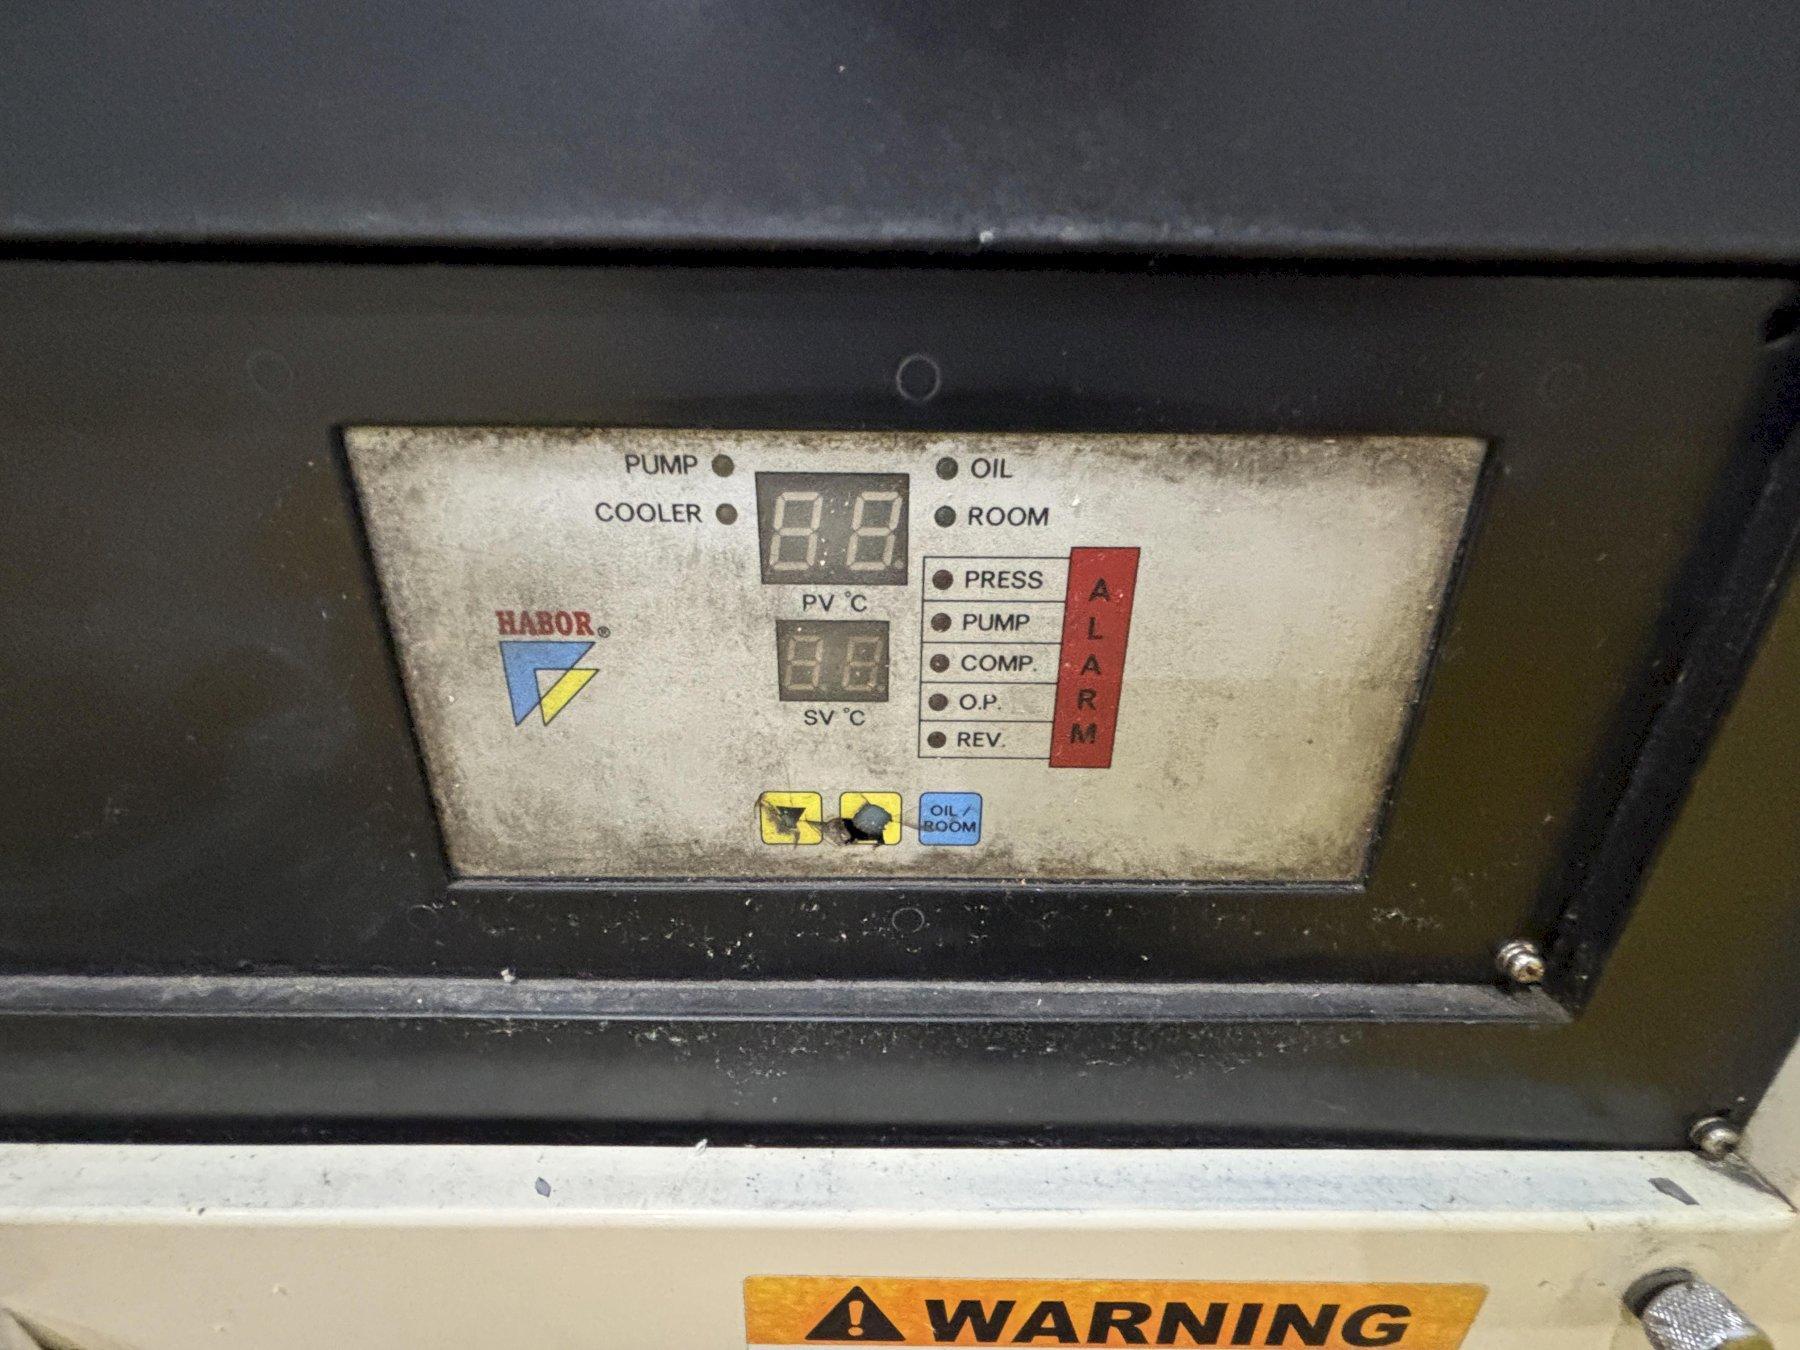 PUMP
COOLER
OIL
ROOM
PV °C
SV °C
HABOR®
PRESS
PUMP
COMP.
O.P.
REV.
ALARM
OIL /
ROOM
WARNING